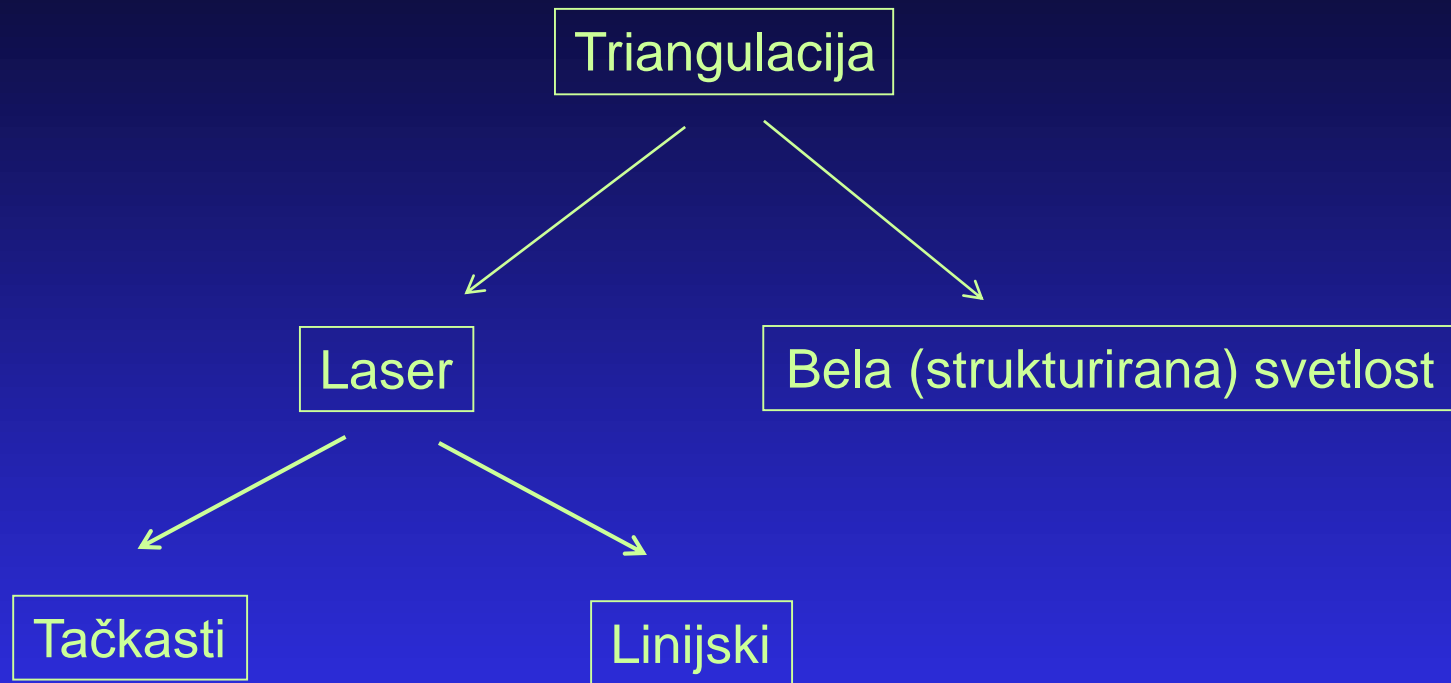 Triangulacija
Laser
Bela (strukturirana) svetlost
Tačkasti
Linijski